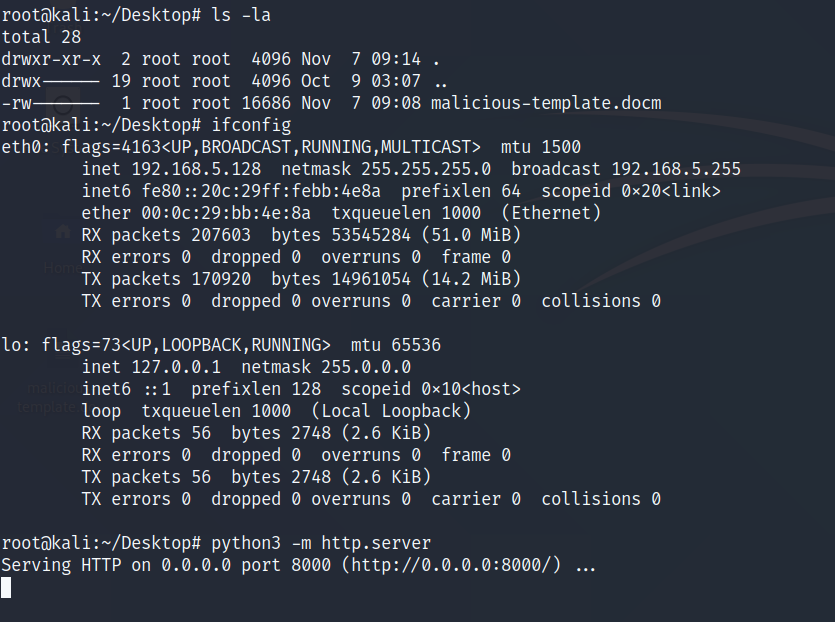 root@kali:~/Desktop# ls -la
total 28
drwxr-xr-x  2 root root  4096 Nov  7 09:14 .
drwx------ 19 root root  4096 Oct  9 03:07 ..
-rw-------  1 root root 16686 Nov  7 09:08 malicious-template.docm
root@kali:~/Desktop# ifconfig
eth0: flags=4163<UP,BROADCAST,RUNNING,MULTICAST>  mtu 1500
        inet 192.168.5.128  netmask 255.255.255.0  broadcast 192.168.5.255
        inet6 fe80::20c:29ff:febb:4e8a  prefixlen 64  scopeid 0x20<link>
        ether 00:0c:29:bb:4e:8a  txqueuelen 1000  (Ethernet)
        RX packets 207603  bytes 53545284 (51.0 MiB)
        RX errors 0  dropped 0  overruns 0  frame 0
        TX packets 170920  bytes 14961054 (14.2 MiB)
        TX errors 0  dropped 0 overruns 0  carrier 0  collisions 0

lo: flags=73<UP,LOOPBACK,RUNNING>  mtu 65536
        inet 127.0.0.1  netmask 255.0.0.0
        inet6 ::1  prefixlen 128  scopeid 0x10<host>
        loop  txqueuelen 1000  (Local Loopback)
        RX packets 56  bytes 2748 (2.6 KiB)
        RX errors 0  dropped 0  overruns 0  frame 0
        TX packets 56  bytes 2748 (2.6 KiB)
        TX errors 0  dropped 0 overruns 0  carrier 0  collisions 0

root@kali:~/Desktop# python3 -m http.server
Serving HTTP on 0.0.0.0 port 8000 (http://0.0.0.0:8000/) ...